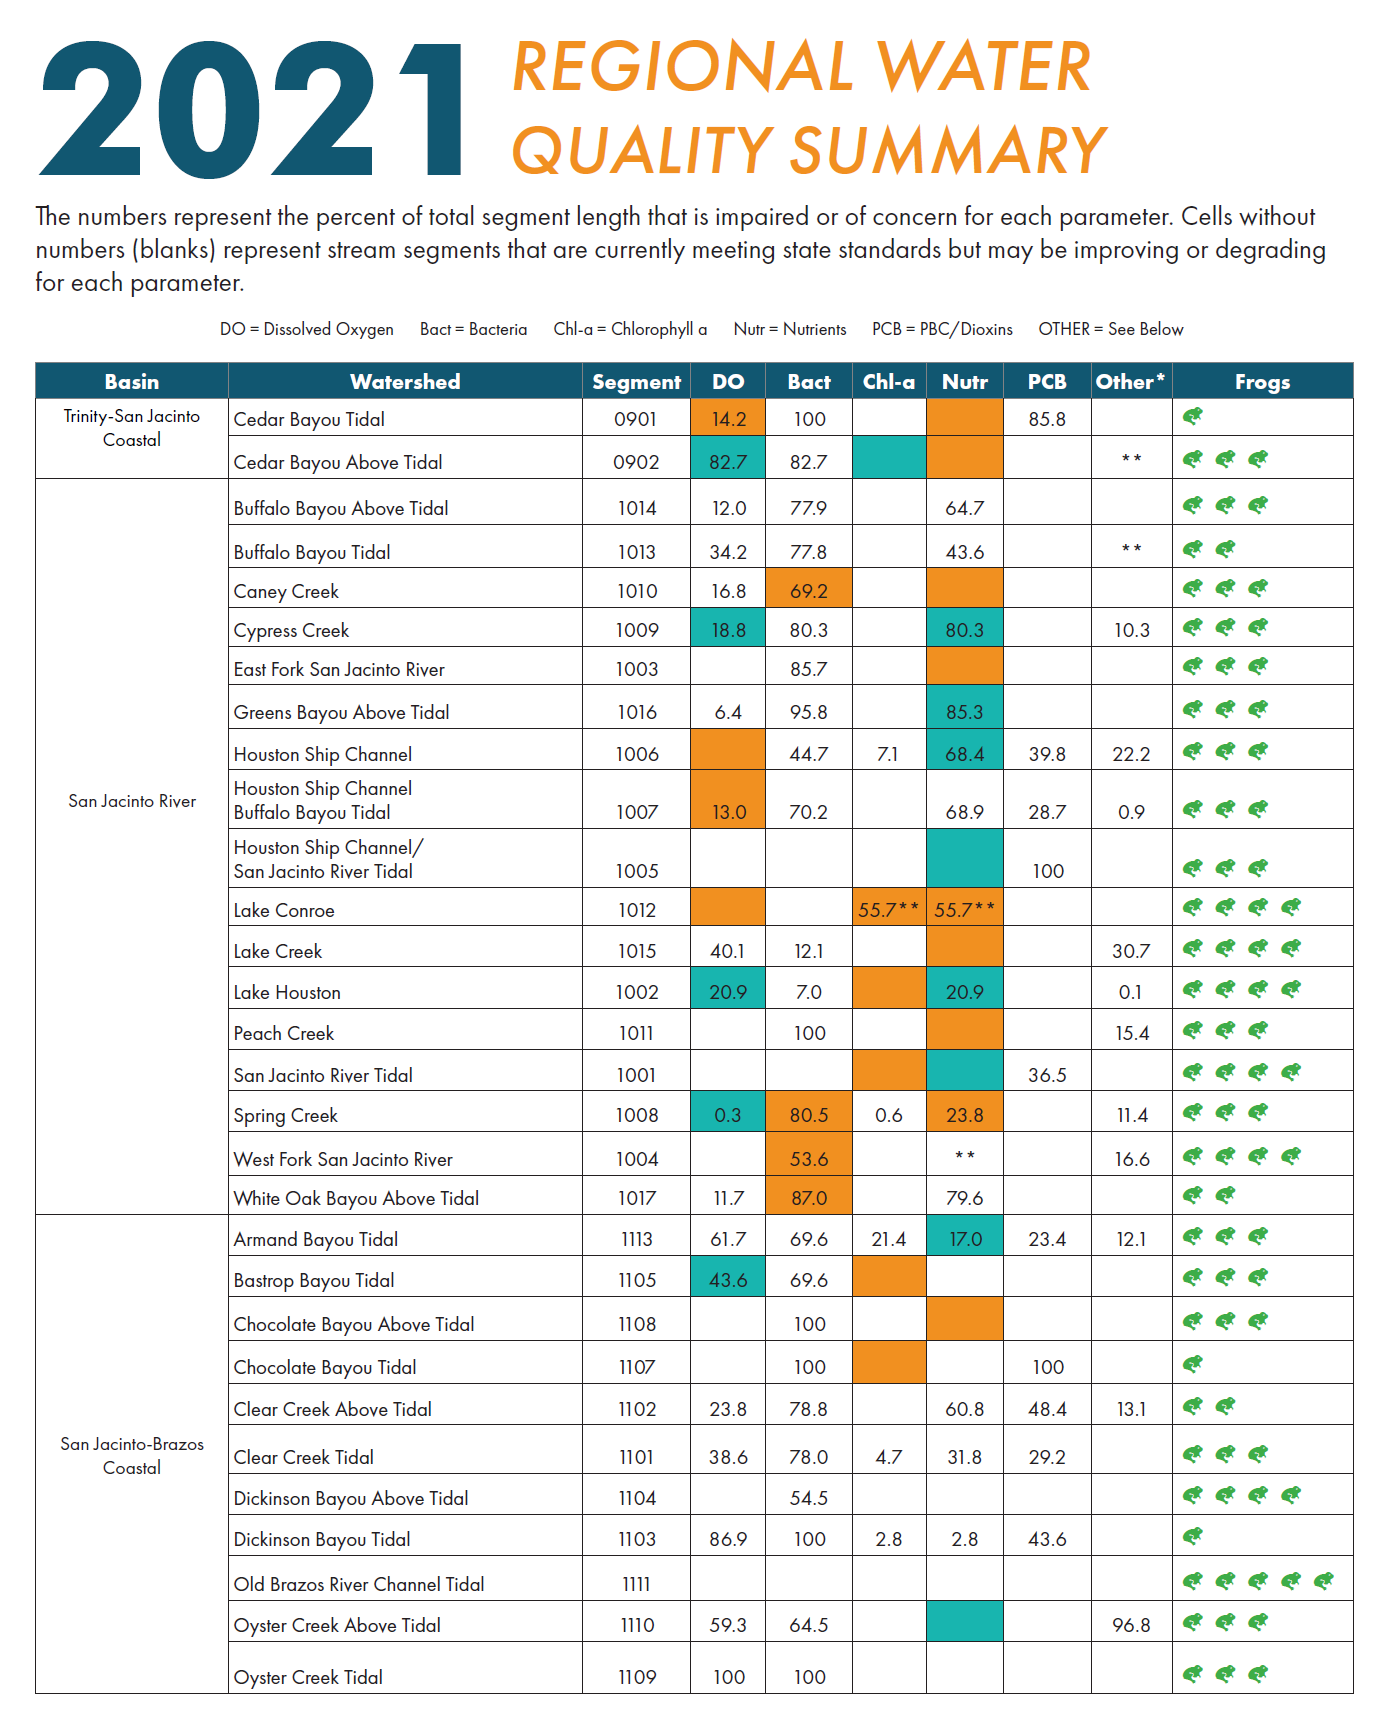 2021 REGIONAL WATER
QUALITY SUMMARY
The numbers represent the percent of total segment length that is impaired or of concern for each parameter. Cells without
numbers (blanks) represent stream segments that are currently meeting state standards but may be improving or degrading
for each parameter.
DO = Dissolved Oxygen Bact = Bacteria Chl-a = Chlorophyll a Nutr = Nutrients PCB = PBC/Dioxins OTHER = See Below
Basin Watershed Segment DO Bact Chl-a Nutr PCB Other* Frogs
Trinity-San Jacinto
Coastal
Cedar Bayou Tidal 0901 14.2 100 85.8
Cedar Bayou Above Tidal 0902 82.7 82.7 **
San Jacinto River
Buffalo Bayou Above Tidal 1014 12.0 77.9 64.7
Buffalo Bayou Tidal 1013 34.2 77.8 43.6 **
Caney Creek 1010 16.8 69.2
Cypress Creek 1009 18.8 80.3 80.3 10.3
East Fork San Jacinto River 1003 85.7
Greens Bayou Above Tidal 1016 6.4 95.8 85.3
Houston Ship Channel 1006 44.7 7.1 68.4 39.8 22.2
Houston Ship Channel
Buffalo Bayou Tidal 1007 13.0 70.2 68.9 28.7 0.9
Houston Ship Channel/
San Jacinto River Tidal 1005 100
Lake Conroe 1012 55.7** 55.7**
Lake Creek 1015 40.1 12.1 30.7
Lake Houston 1002 20.9 7.0 20.9 0.1
Peach Creek 1011 100 15.4
San Jacinto River Tidal 1001 36.5
Spring Creek 1008 0.3 80.5 0.6 23.8 11.4
West Fork San Jacinto River 1004 53.6 ** 16.6
White Oak Bayou Above Tidal 1017 11.7 87.0 79.6
San Jacinto-Brazos
Coastal
Armand Bayou Tidal 1113 61.7 69.6 21.4 17.0 23.4 12.1
Bastrop Bayou Tidal 1105 43.6 69.6
Chocolate Bayou Above Tidal 1108 100
Chocolate Bayou Tidal 1107 100 100
Clear Creek Above Tidal 1102 23.8 78.8 60.8 48.4 13.1
Clear Creek Tidal 1101 38.6 78.0 4.7 31.8 29.2
Dickinson Bayou Above Tidal 1104 54.5
Dickinson Bayou Tidal 1103 86.9 100 2.8 2.8 43.6
Old Brazos River Channel Tidal 1111
Oyster Creek Above Tidal 1110 59.3 64.5 96.8
Oyster Creek Tidal 1109 100 100